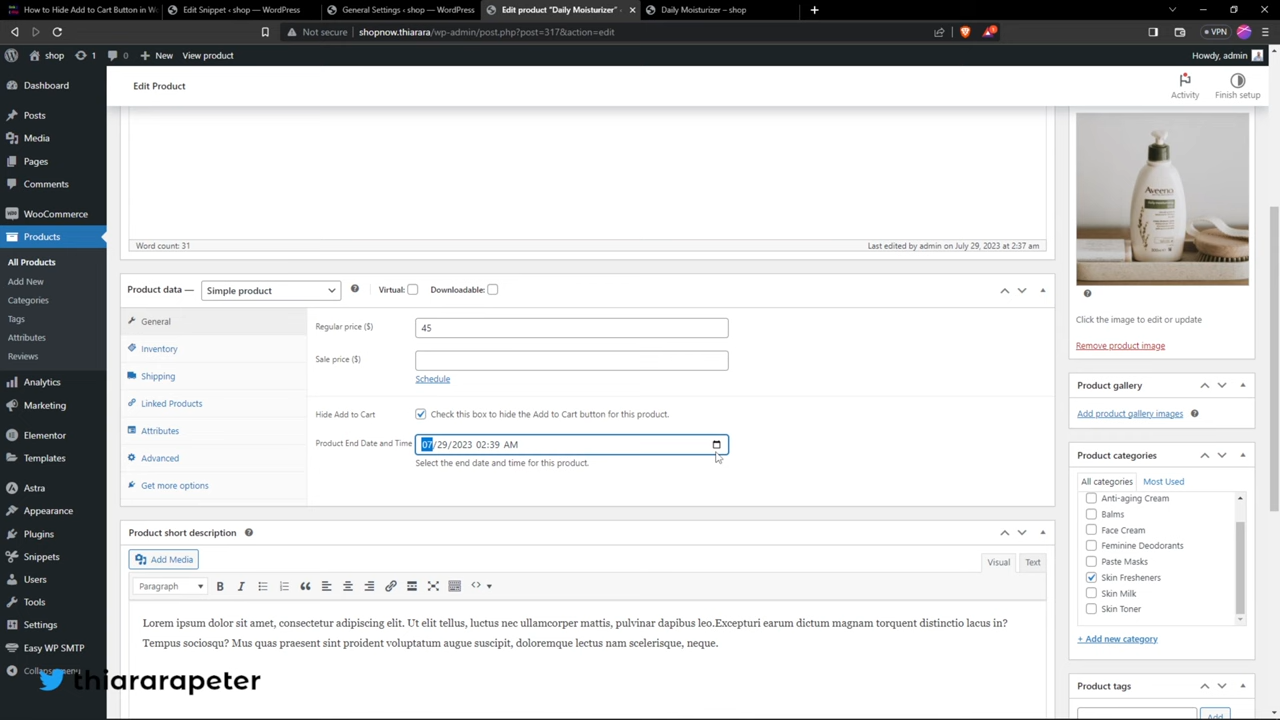 How to Hide Add to Cart Button in W
Edit Snippet ‹ shop — WordPress
General Settings ‹ shop — WordPress
Edit product "Daily Moisturizer"
Daily Moisturizer – shop
Not secure
shopnow.thiarara/wp-admin/post.php?post=317&action=edit
VPN
shop
1
0
New
View product
Howdy, admin
Edit Product
Activity
Finish setup
Dashboard
Posts
Media
Pages
Comments
WooCommerce
Products
All Products
Add New
Categories
Tags
Attributes
Reviews
Analytics
Marketing
Elementor
Templates
Astra
Appearance
Plugins
Snippets
Users
Tools
Settings
Easy WP SMTP
Collapse menu
Word count: 31
Last edited by admin on July 29, 2023 at 2:37 am
Product data —
Simple product
Virtual:
Downloadable:
General
Inventory
Shipping
Linked Products
Attributes
Advanced
Get more options
Regular price ($)
45
Sale price ($)
Schedule
Hide Add to Cart
Check this box to hide the Add to Cart button for this product.
Product End Date and Time
07/29/2023 02:39 AM
Select the end date and time for this product.
Product short description
Add Media
Visual
Text
Paragraph
Lorem ipsum dolor sit amet, consectetur adipiscing elit. Ut elit tellus, luctus nec ullamcorper mattis, pulvinar dapibus leo.Excepturi earum dictum magnam torquent distinctio lacus in?
Tempus sociosqu? Mus quas praesent sint proident voluptatum augue suscipit, doloremque lectus nam scelerisque, neque.
Aveeno
Click the image to edit or update
Remove product image
Product gallery
Add product gallery images
Product categories
All categories
Most Used
Anti-aging Cream
Balms
Face Cream
Feminine Deodorants
Paste Masks
Skin Fresheners
Skin Milk
Skin Toner
+ Add new category
Product tags
Add
thiararapeter